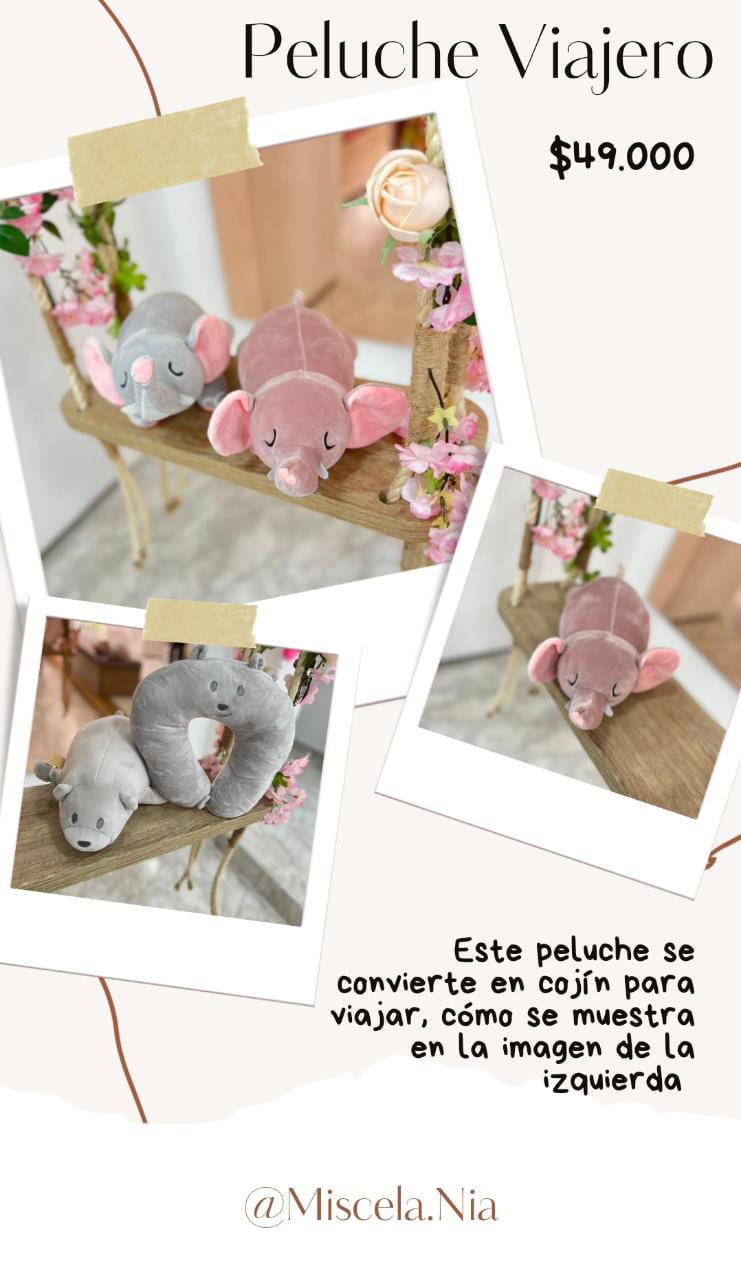 Peluche Viajero
$49.000
Este peluche se
convierte en cojín para
viajar, cómo se muestra
en la imagen de la
izquierda
@Miscela.Nia